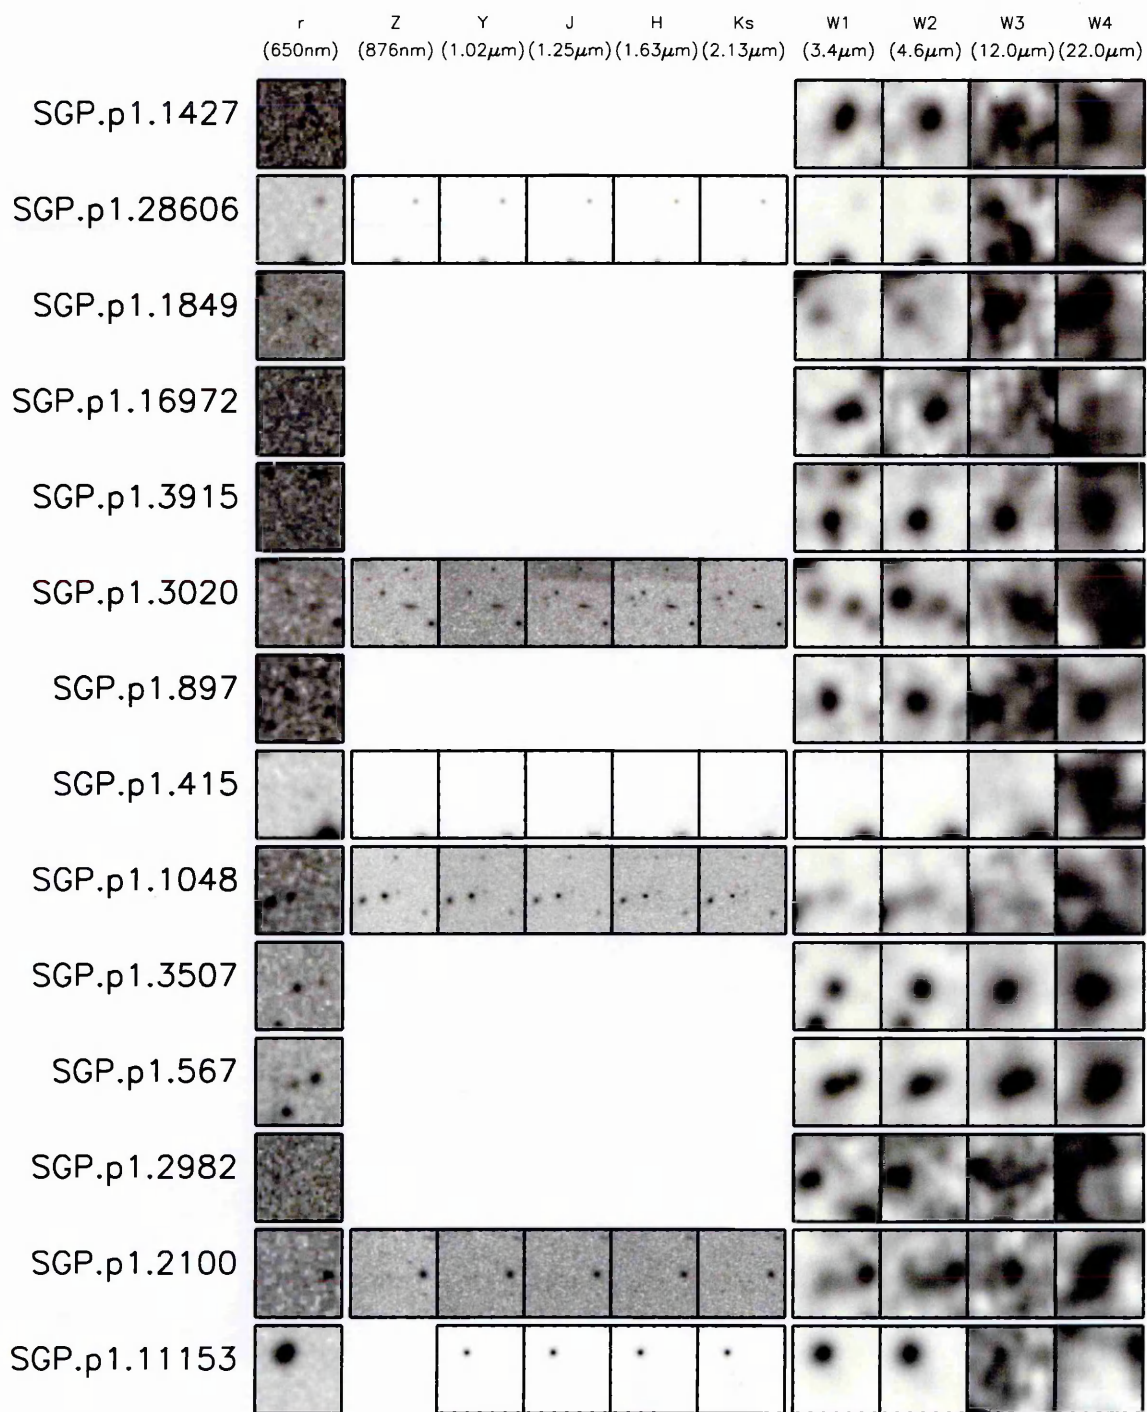 r Z Y J H Ks W1 W2 W3 W4
(650nm) (876nm) (1.02μm) (1.25μm) (1.63μm) (2.13μm) (3.4μm) (4.6μm) (12.0μm) (22.0μm)
SGP.p1.1427
SGP.p1.28606
SGP.p1.1849
SGP.p1.16972
SGP.p1.3915
SGP.p1.3020
SGP.p1.897
SGP.p1.415
SGP.p1.1048
SGP.p1.3507
SGP.p1.567
SGP.p1.2982
SGP.p1.2100
SGP.p1.11153